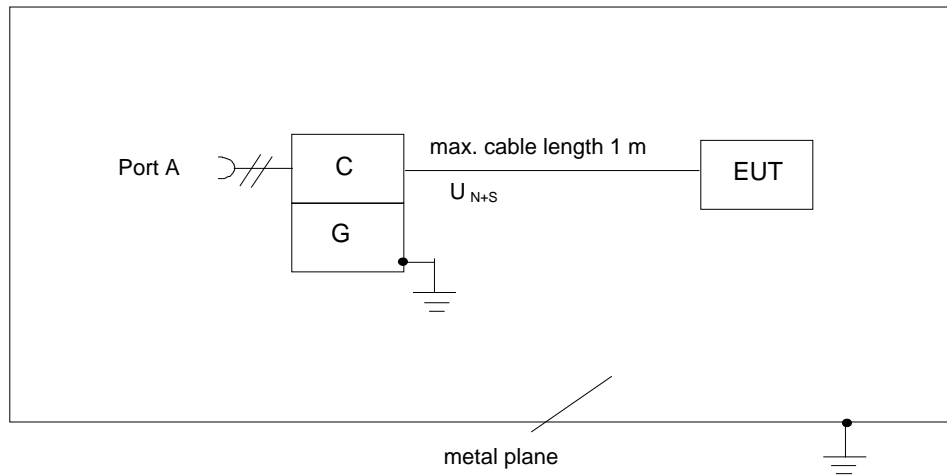 Port A
C
max. cable length 1 m
EUT
U N+S
G
metal plane